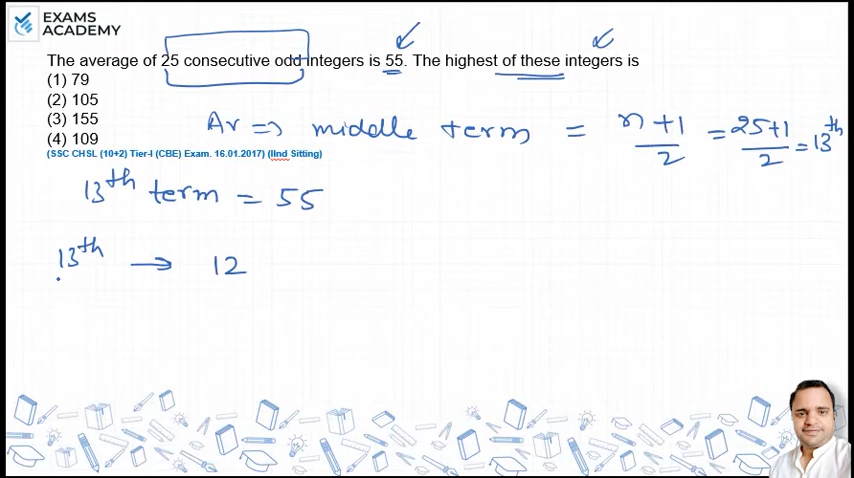 EXAMS
ACADEMY
The average of 25 consecutive odd integers is 55. The highest of these integers is
(1) 79
(2) 105
(3) 155
(4) 109
(SSC CHSL (10+2) Tier-I (CBE) Exam. 16.01.2017) (IInd Sitting)
Av => middle term = n+1/2 = 25+1/2 = 13th
13th term = 55
13th → 12